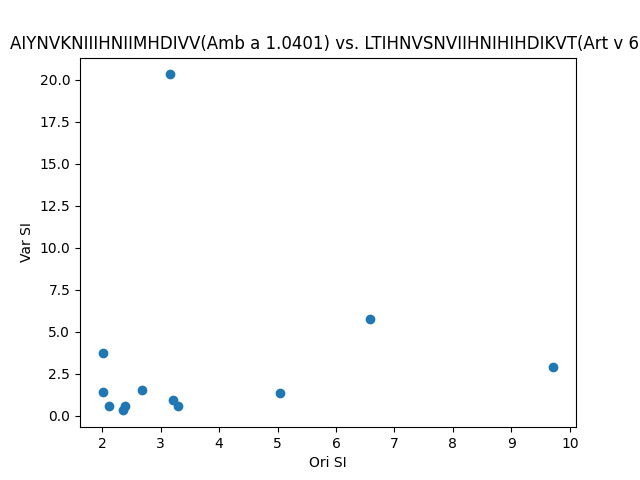 AIYNVKNIIIHNIIMHDIVV(Amb a 1.0401) vs. LTIHNVSNVIIHNIHIHDIKVT(Art v 6
20.0
17.5
15.0
12.5
10.0
7.5
5.0
2.5
0.0
Var SI
2 3 4 5 6 7 8 9 10
Ori SI